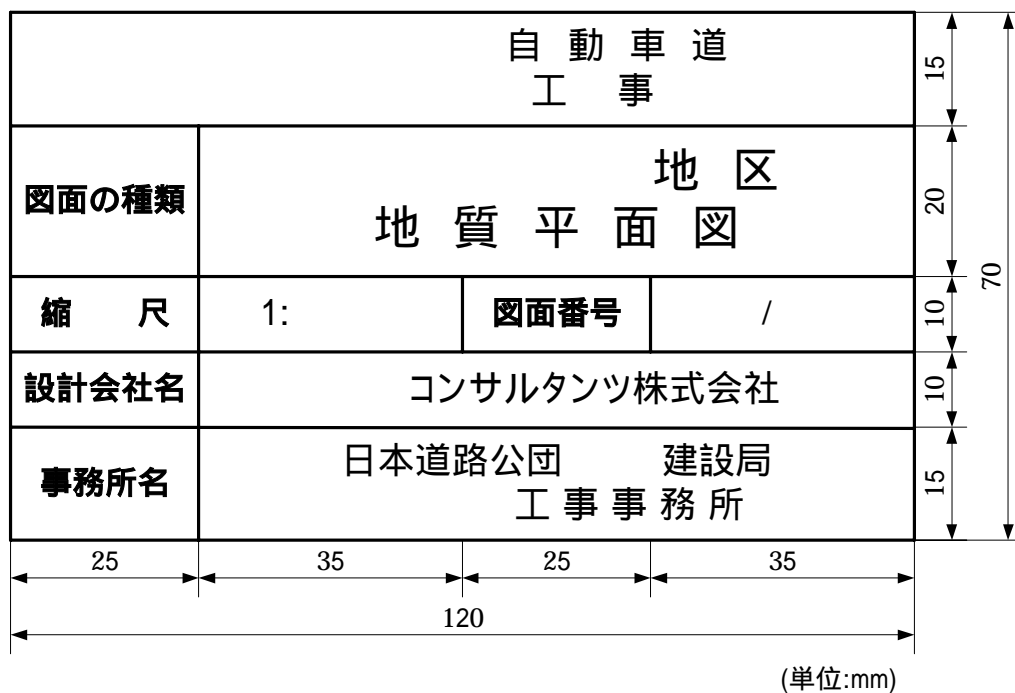 自動車道
工 事
15
図面の種類
地区
地質平面図
20
70
縮 尺
1:
図面番号
/
10
設計会社名
コンサルタンツ株式会社
10
事務所名
日本道路公団 建設局
工事事務所
15
25 35 25 35
120
(単位:mm)